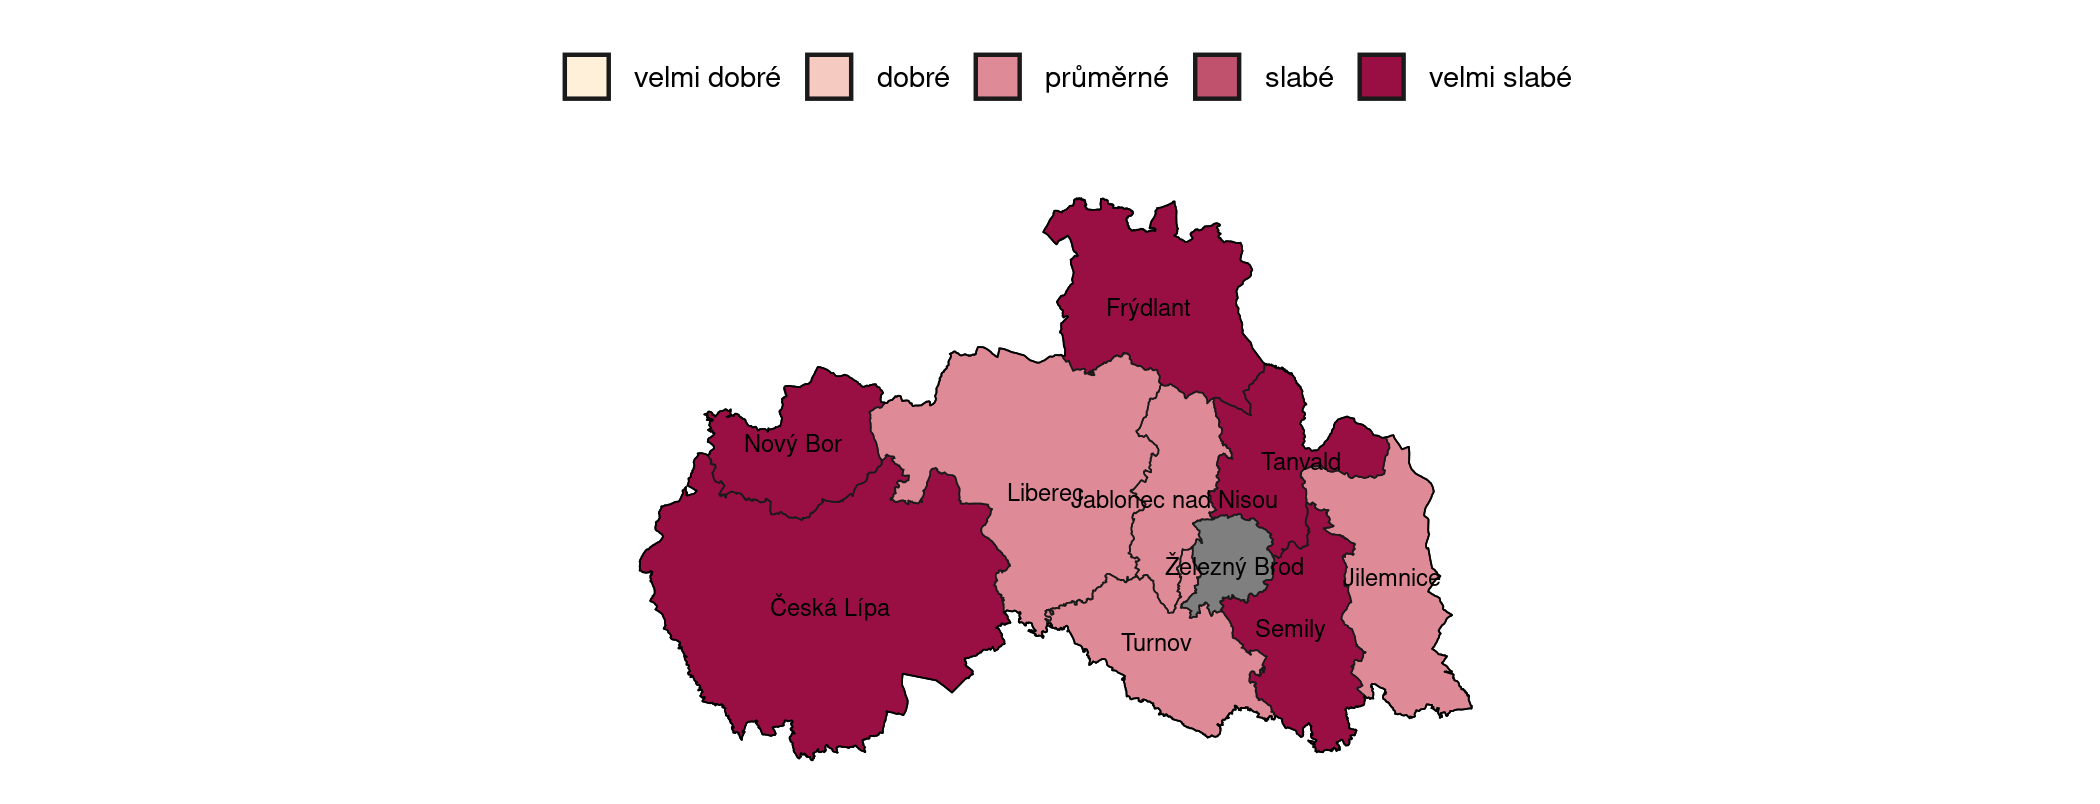 velmi dobré dobré průměrné slabé velmi slabé
Frýdlant
Nový Bor
Tanvald
Liberec
Jablonec nad Nisou
Železný Brod
Jilemnice
Česká Lípa
Semily
Turnov